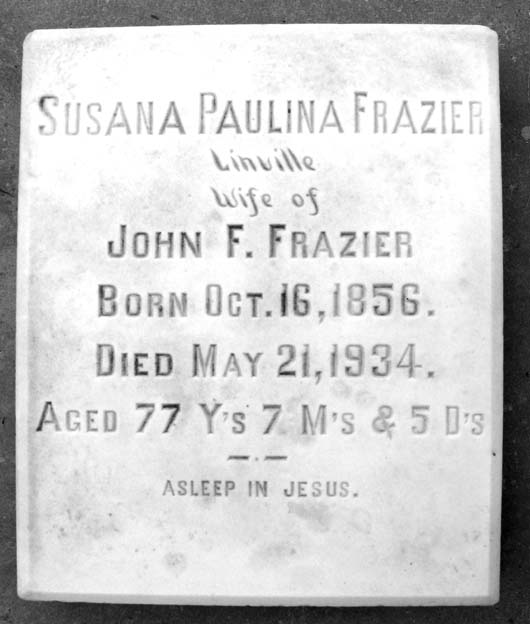 SUSANA PAULINA FRAZIER
Linville
Wife of
JOHN F. FRAZIER
BORN OCT. 16, 1856.
DIED MAY 21, 1934.
AGED 77 Y'S 7 M'S & 5 D'S
ASLEEP IN JESUS.